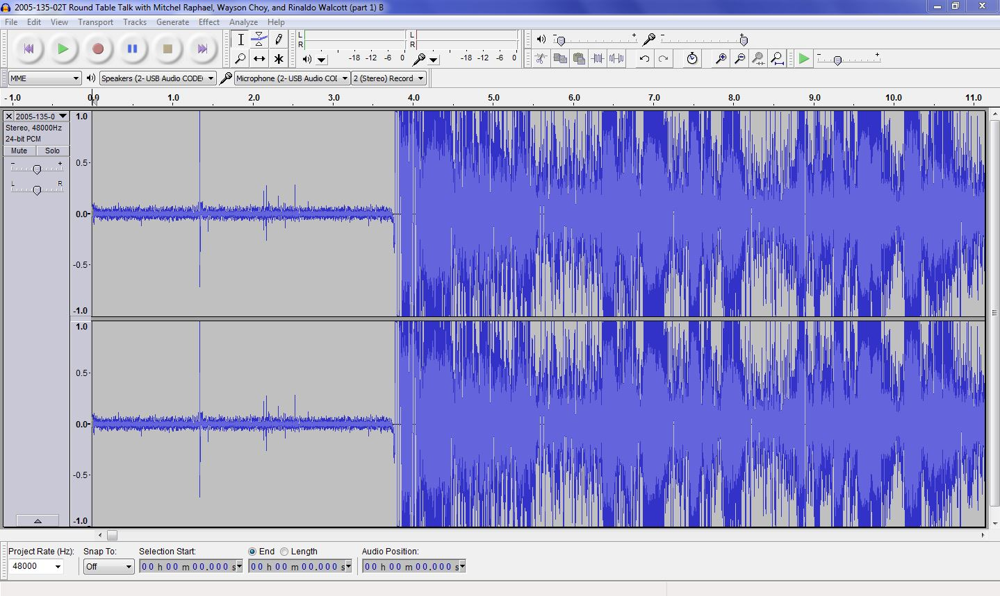 2005-135-02T Round Table Talk with Mitchel Raphael, Wayson Choy, and Rinaldo Walcott (part 1) B
File Edit View Transport Tracks Generate Effect Analyze Help
L R -18 -12 -6 0 L R -18 -12 -6 0
- + - +
- +
MME Speakers (2- USB Audio CODE Microphone (2- USB Audio COI 2 (Stereo) Record
-1.0 0.0 1.0 2.0 3.0 4.0 5.0 6.0 7.0 8.0 9.0 10.0 11.0
X 2005-135-0
Stereo, 48000Hz
24-bit PCM
Mute Solo
- +
L R
1.0
0.5-
0.0-
-0.5-
-1.0
1.0
0.5-
0.0-
-0.5-
-1.0
Project Rate (Hz): Snap To: Selection Start: End Length Audio Position:
48000 Off 00 h 00 m 00.000 s 00 h 00 m 00.000 s 00 h 00 m 00.000 s